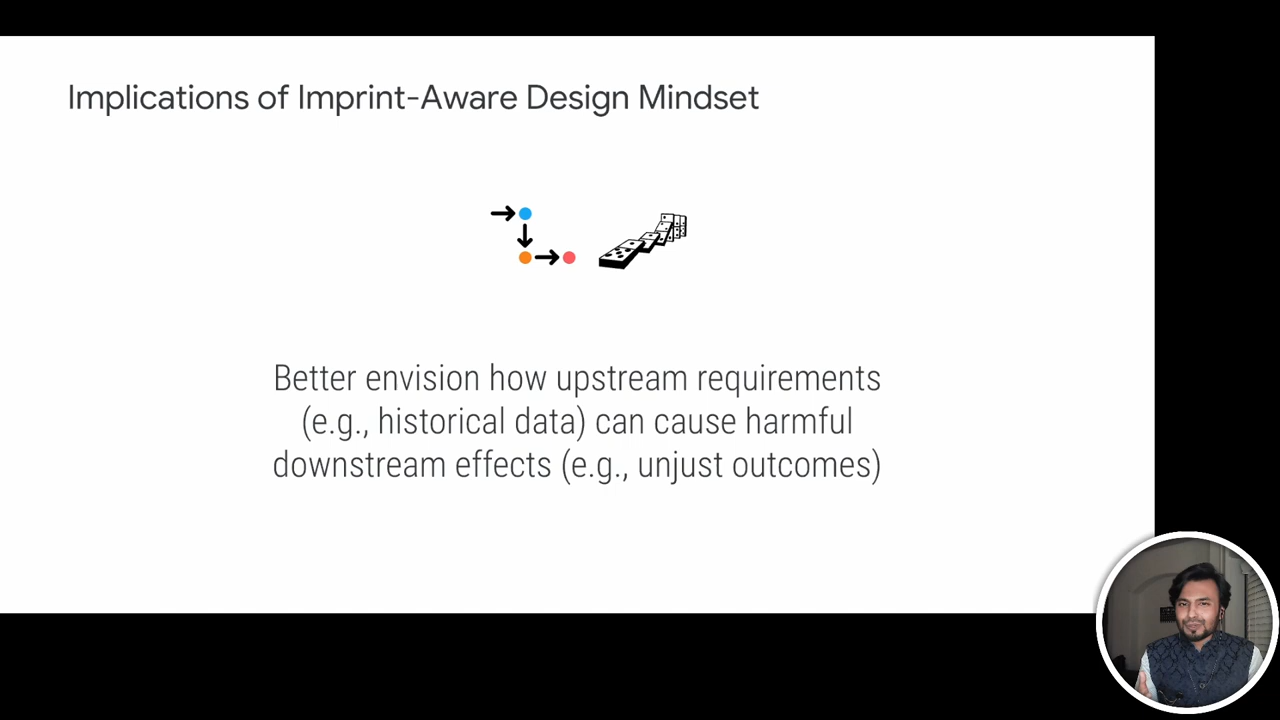 Implications of Imprint-Aware Design Mindset
Better envision how upstream requirements
(e.g., historical data) can cause harmful
downstream effects (e.g., unjust outcomes)